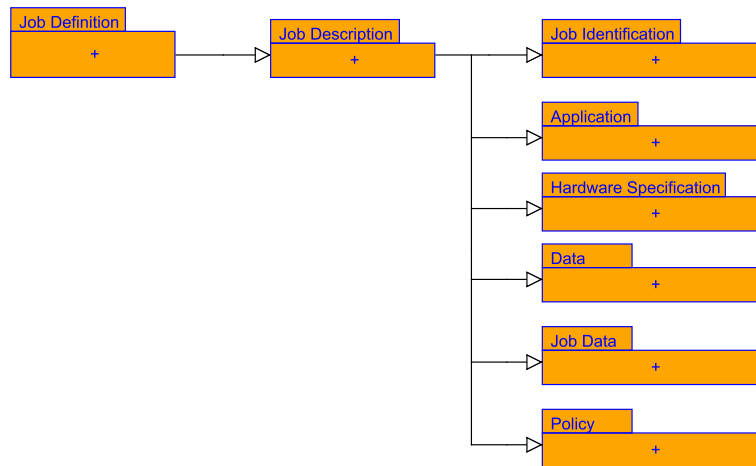 Job Definition
+
Job Description
+
Job Identification
+
Application
+
Hardware Specification
+
Data
+
Job Data
+
Policy
+